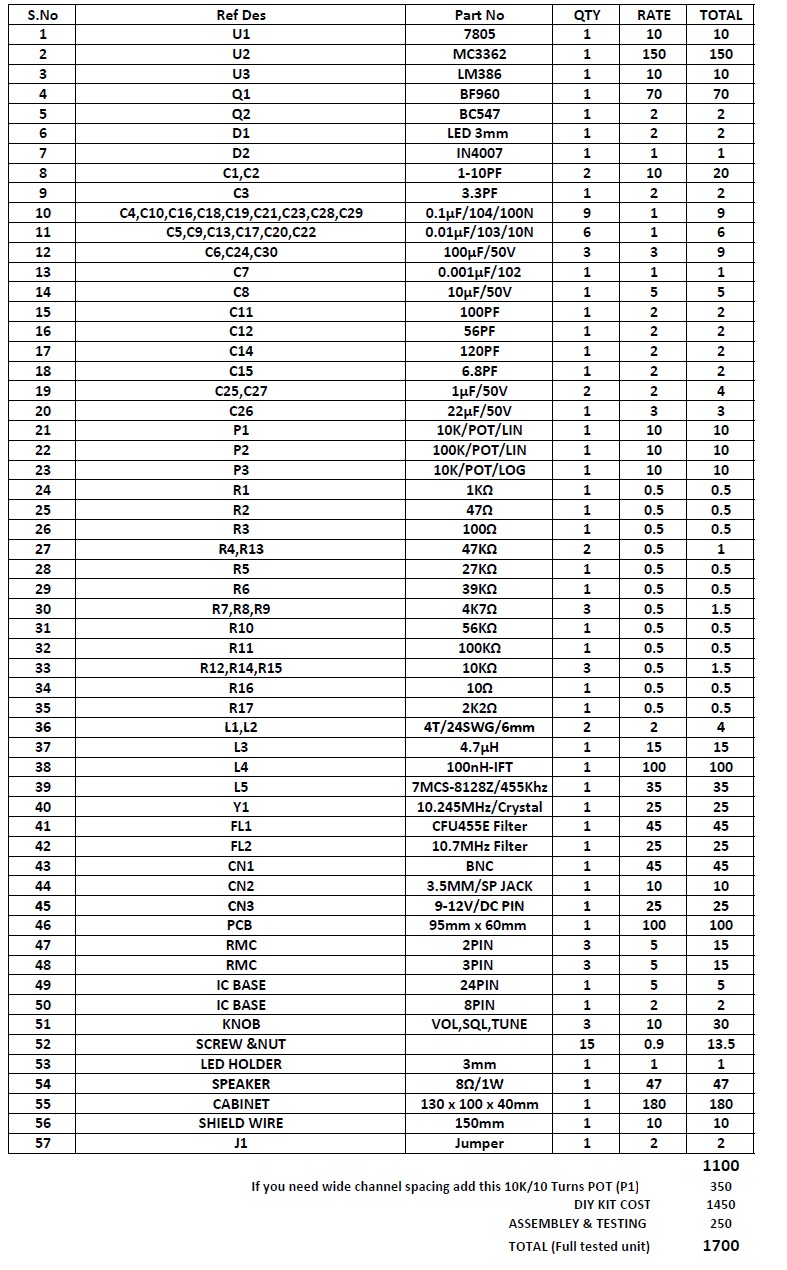 S.No Ref Des Part No QTY RATE TOTAL
1 U1 7805 1 10 10
2 U2 MC3362 1 150 150
3 U3 LM386 1 10 10
4 Q1 BF960 1 70 70
5 Q2 BC547 1 2 2
6 D1 LED 3mm 1 2 2
7 D2 IN4007 1 1 1
8 C1,C2 1-10PF 2 10 20
9 C3 3.3PF 1 2 2
10 C4,C10,C16,C18,C19,C21,C23,C28,C29 0.1µF/104/100N 9 1 9
11 C5,C9,C13,C17,C20,C22 0.01µF/103/10N 6 1 6
12 C6,C24,C30 100µF/50V 3 3 9
13 C7 0.001µF/102 1 1 1
14 C8 10µF/50V 1 5 5
15 C11 100PF 1 2 2
16 C12 56PF 1 2 2
17 C14 120PF 1 2 2
18 C15 6.8PF 1 2 2
19 C25,C27 1µF/50V 2 2 4
20 C26 22µF/50V 1 3 3
21 P1 10K/POT/LIN 1 10 10
22 P2 100K/POT/LIN 1 10 10
23 P3 10K/POT/LOG 1 10 10
24 R1 1KΩ 1 0.5 0.5
25 R2 47Ω 1 0.5 0.5
26 R3 100Ω 1 0.5 0.5
27 R4,R13 47KΩ 2 0.5 1
28 R5 27KΩ 1 0.5 0.5
29 R6 39KΩ 1 0.5 0.5
30 R7,R8,R9 4K7Ω 3 0.5 1.5
31 R10 56KΩ 1 0.5 0.5
32 R11 100KΩ 1 0.5 0.5
33 R12,R14,R15 10KΩ 3 0.5 1.5
34 R16 10Ω 1 0.5 0.5
35 R17 2K2Ω 1 0.5 0.5
36 L1,L2 4T/24SWG/6mm 2 2 4
37 L3 4.7µH 1 15 15
38 L4 100nH-IFT 1 100 100
39 L5 7MCS-8128Z/455Khz 1 35 35
40 Y1 10.245MHz/Crystal 1 25 25
41 FL1 CFU455E Filter 1 45 45
42 FL2 10.7MHz Filter 1 25 25
43 CN1 BNC 1 45 45
44 CN2 3.5MM/SP JACK 1 10 10
45 CN3 9-12V/DC PIN 1 25 25
46 PCB 95mm x 60mm 1 100 100
47 RMC 2PIN 3 5 15
48 RMC 3PIN 3 5 15
49 IC BASE 24PIN 1 5 5
50 IC BASE 8PIN 1 2 2
51 KNOB VOL,SQL,TUNE 3 10 30
52 SCREW &NUT 15 0.9 13.5
53 LED HOLDER 3mm 1 1 1
54 SPEAKER 8Ω/1W 1 47 47
55 CABINET 130 x 100 x 40mm 1 180 180
56 SHIELD WIRE 150mm 1 10 10
57 J1 Jumper 1 2 2
1100
If you need wide channel spacing add this 10K/10 Turns POT (P1) 350
DIY KIT COST 1450
ASSEMBLEY & TESTING 250
TOTAL (Full tested unit) 1700